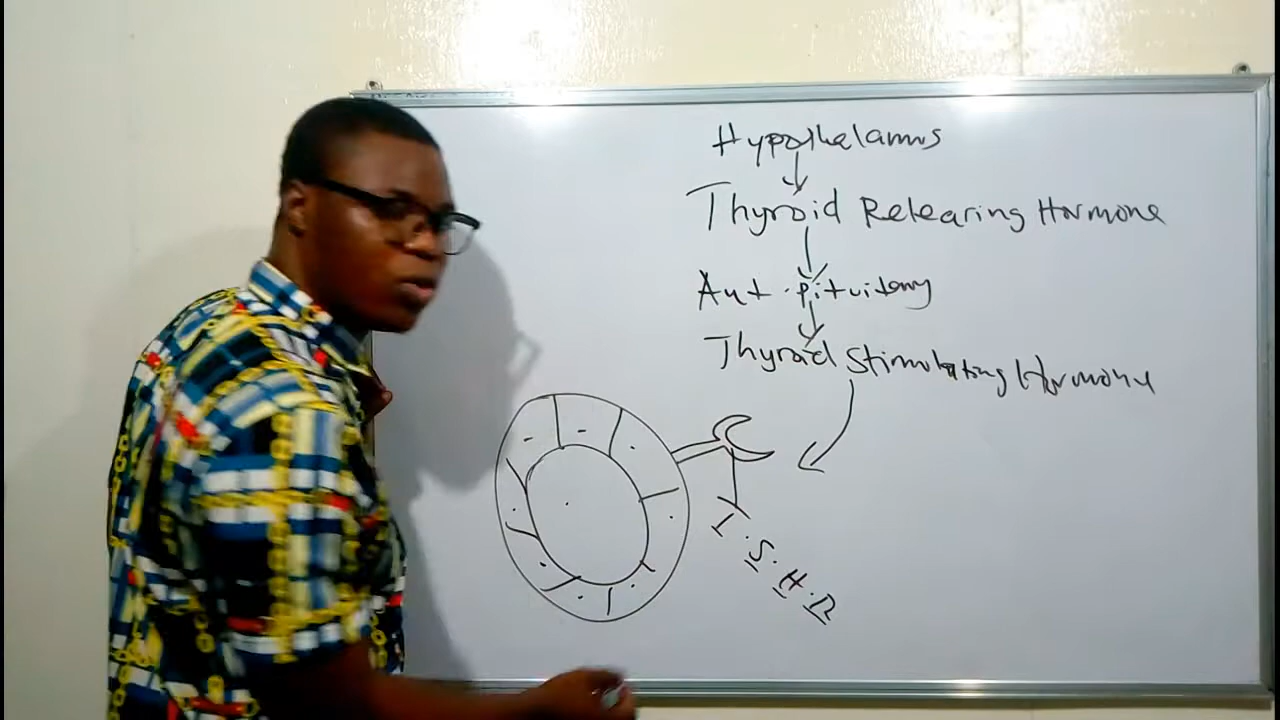 Hypothalamus
Thyroid Releasing Hormone
Ant. pituitary
Thyroid Stimulating Hormone
T.S.H.R